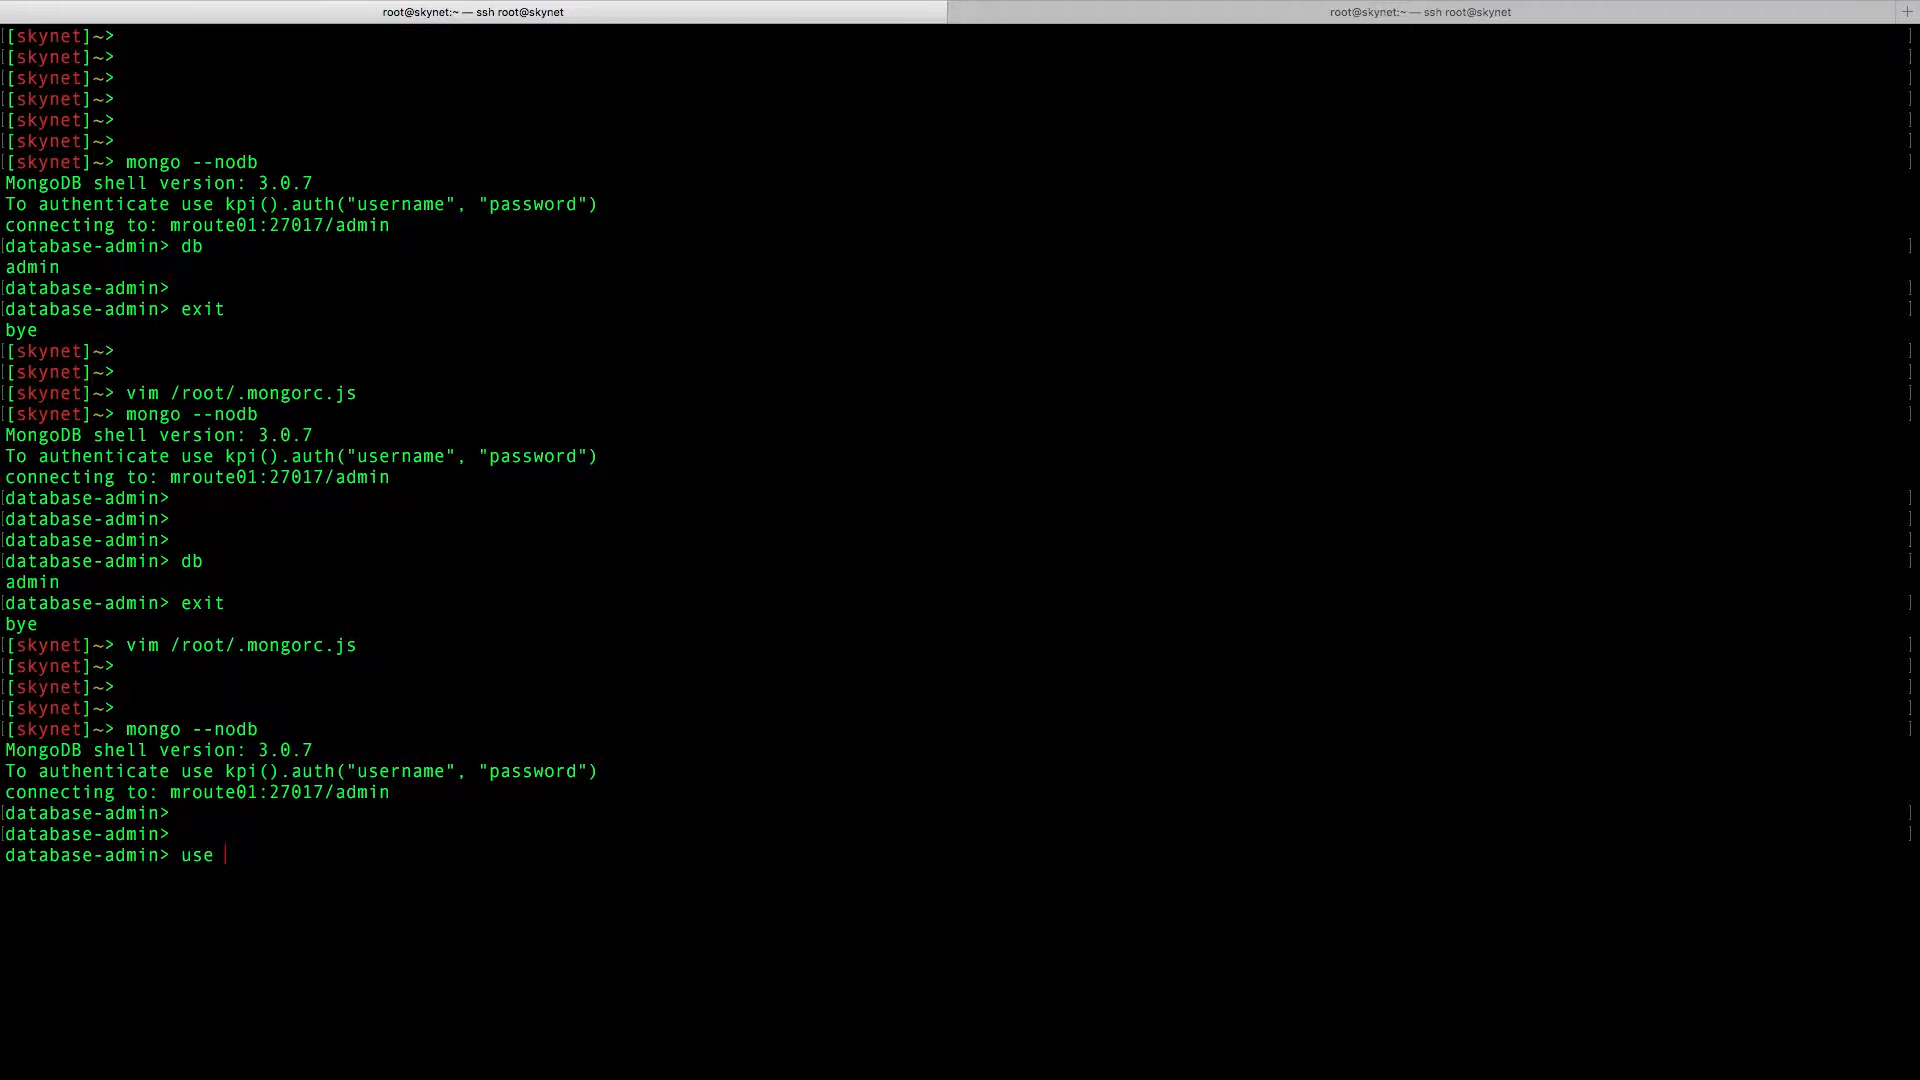 root@skynet:~ — ssh root@skynet
root@skynet:~ — ssh root@skynet
+
[[skynet]~> ]
[[skynet]~> ]
[[skynet]~> ]
[[skynet]~> ]
[[skynet]~> ]
[[skynet]~> ]
[[skynet]~> mongo --nodb ]
MongoDB shell version: 3.0.7
To authenticate use kpi().auth("username", "password")
connecting to: mroute01:27017/admin
[database-admin> db ]
admin
[database-admin> ]
[database-admin> exit ]
bye
[[skynet]~> ]
[[skynet]~> ]
[[skynet]~> vim /root/.mongorc.js ]
[[skynet]~> mongo --nodb ]
MongoDB shell version: 3.0.7
To authenticate use kpi().auth("username", "password")
connecting to: mroute01:27017/admin
[database-admin> ]
[database-admin> ]
[database-admin> ]
[database-admin> db ]
admin
[database-admin> exit ]
bye
[[skynet]~> vim /root/.mongorc.js ]
[[skynet]~> ]
[[skynet]~> ]
[[skynet]~> ]
[[skynet]~> mongo --nodb ]
MongoDB shell version: 3.0.7
To authenticate use kpi().auth("username", "password")
connecting to: mroute01:27017/admin
[database-admin> ]
[database-admin> ]
database-admin> use